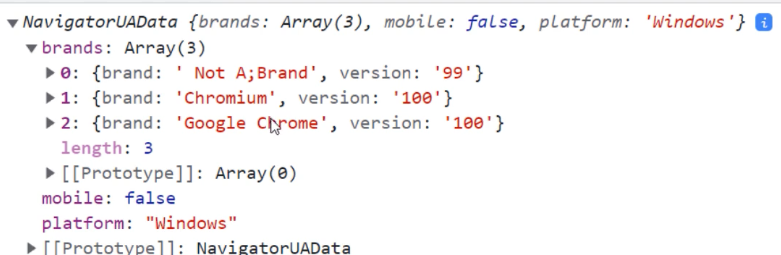 ▼NavigatorUAData {brands: Array(3), mobile: false, platform: 'Windows'} i
▼brands: Array(3)
▶0: {brand: ' Not A;Brand', version: '99'}
▶1: {brand: 'Chromium', version: '100'}
▶2: {brand: 'Google Chrome', version: '100'}
length: 3
▶[[Prototype]]: Array(0)
mobile: false
platform: "Windows"
▶[[Prototype]]: NavigatorUAData